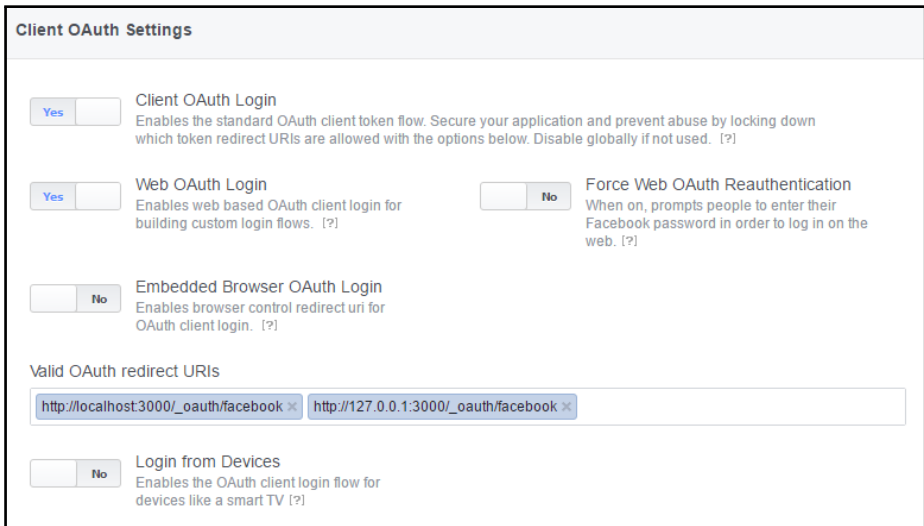 Client OAuth Settings
Yes
Client OAuth Login
Enables the standard OAuth client token flow. Secure your application and prevent abuse by locking down
which token redirect URIs are allowed with the options below. Disable globally if not used. [?]
Yes
Web OAuth Login
Enables web based OAuth client login for
building custom login flows. [?]
No
Force Web OAuth Reauthentication
When on, prompts people to enter their
Facebook password in order to log in on the
web. [?]
No
Embedded Browser OAuth Login
Enables browser control redirect uri for
OAuth client login. [?]
Valid OAuth redirect URIs
http://localhost:3000/_oauth/facebook × http://127.0.0.1:3000/_oauth/facebook ×
No
Login from Devices
Enables the OAuth client login flow for
devices like a smart TV [?]